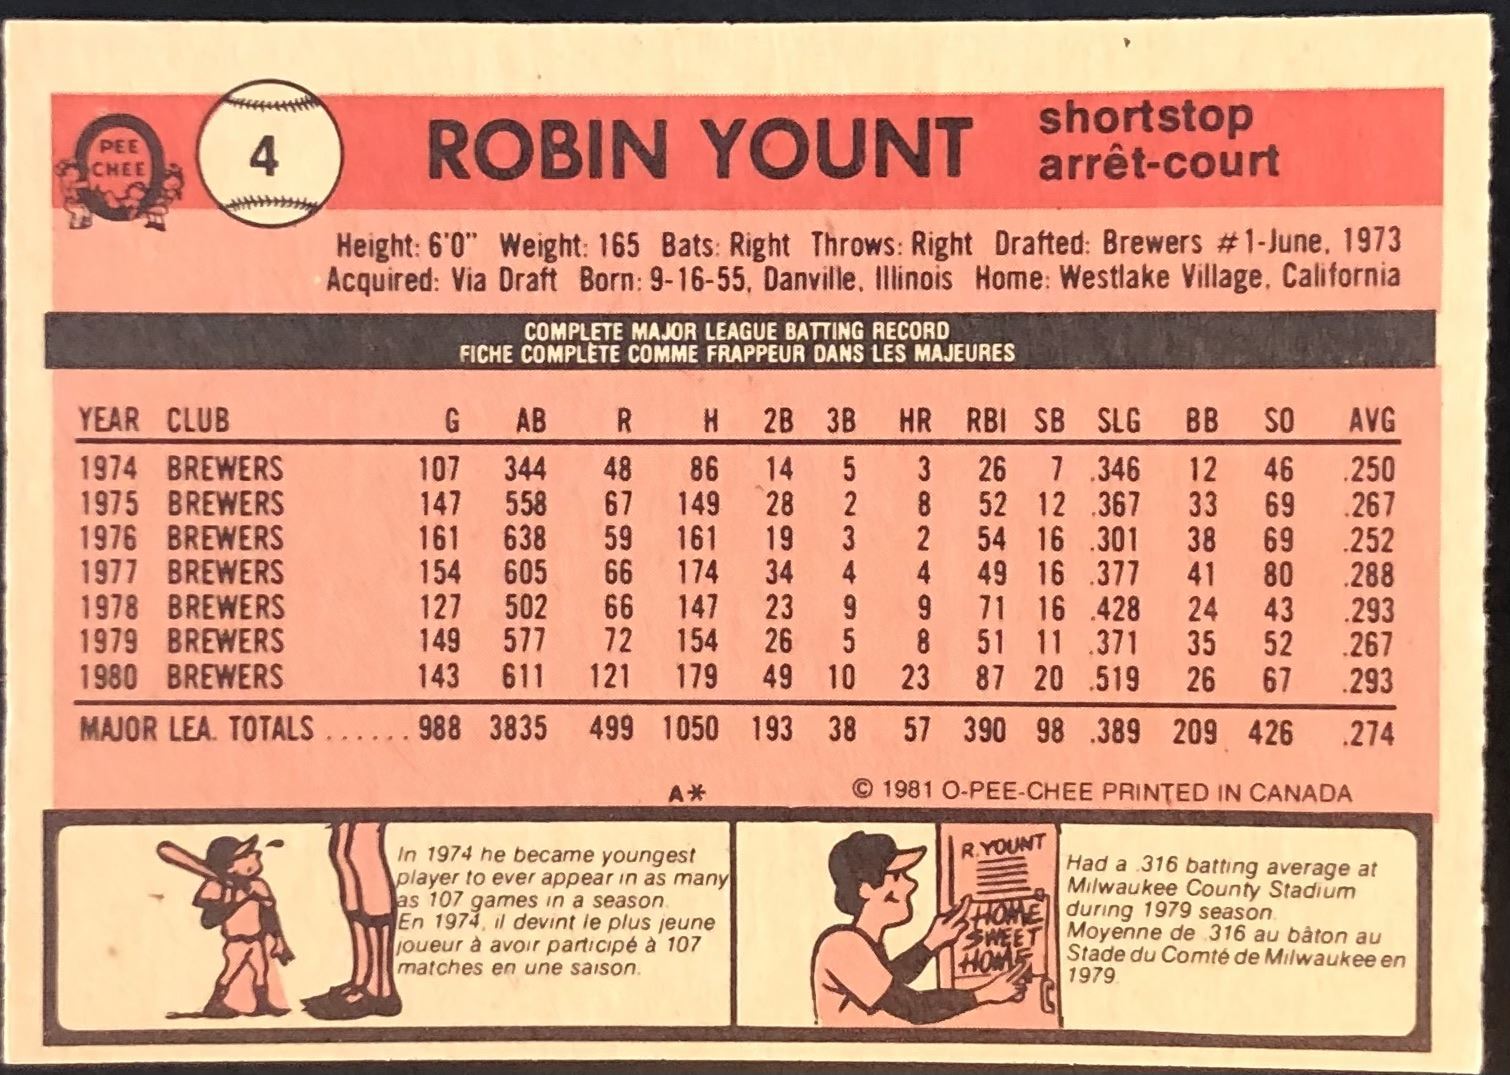 PEE
CHEE
4
ROBIN YOUNT
shortstop
arrêt-court
Height: 6'0" Weight: 165 Bats: Right Throws: Right Drafted: Brewers #1-June, 1973
Acquired: Via Draft Born: 9-16-55, Danville, Illinois Home: Westlake Village, California
COMPLETE MAJOR LEAGUE BATTING RECORD
FICHE COMPLÈTE COMME FRAPPEUR DANS LES MAJEURES
YEAR CLUB G AB R H 2B 3B HR RBI SB SLG BB SO AVG
1974 BREWERS 107 344 48 86 14 5 3 26 7 .346 12 46 .250
1975 BREWERS 147 558 67 149 28 2 8 52 12 .367 33 69 .267
1976 BREWERS 161 638 59 161 19 3 2 54 16 .301 38 69 .252
1977 BREWERS 154 605 66 174 34 4 4 49 16 .377 41 80 .288
1978 BREWERS 127 502 66 147 23 9 9 71 16 .428 24 43 .293
1979 BREWERS 149 577 72 154 26 5 8 51 11 .371 35 52 .267
1980 BREWERS 143 611 121 179 49 10 23 87 20 .519 26 67 .293
MAJOR LEA. TOTALS ...... 988 3835 499 1050 193 38 57 390 98 .389 209 426 .274
A* © 1981 O-PEE-CHEE PRINTED IN CANADA
In 1974 he became youngest
player to ever appear in as many
as 107 games in a season.
En 1974, il devint le plus jeune
joueur à avoir participé à 107
matches en une saison.
R. YOUNT
HOME
SWEET
HOME
Had a .316 batting average at
Milwaukee County Stadium
during 1979 season.
Moyenne de .316 au bâton au
Stade du Comté de Milwaukee en
1979.